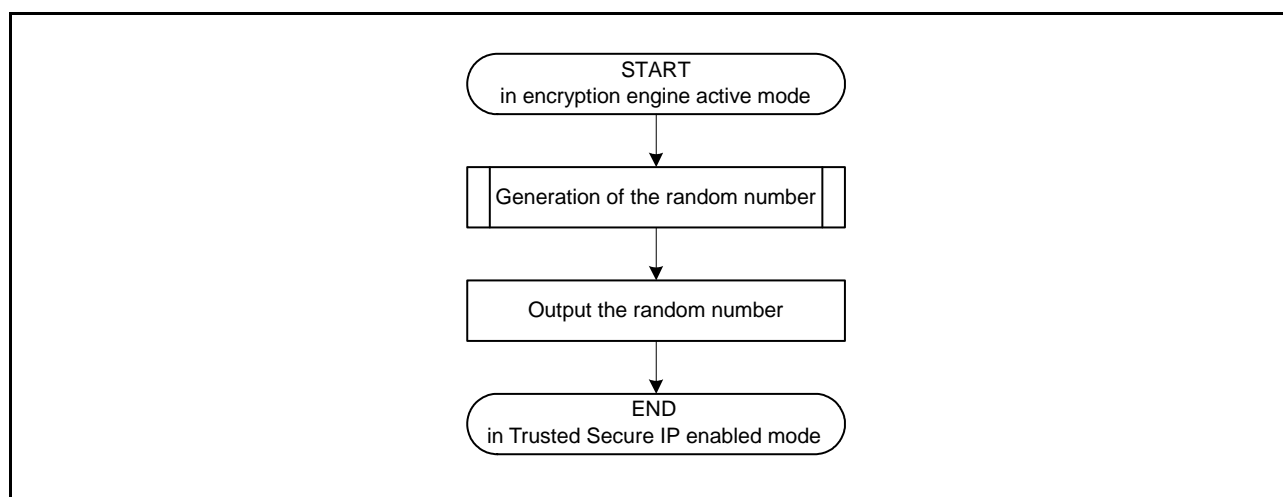 START
in encryption engine active mode
Generation of the random number
Output the random number
END
in Trusted Secure IP enabled mode